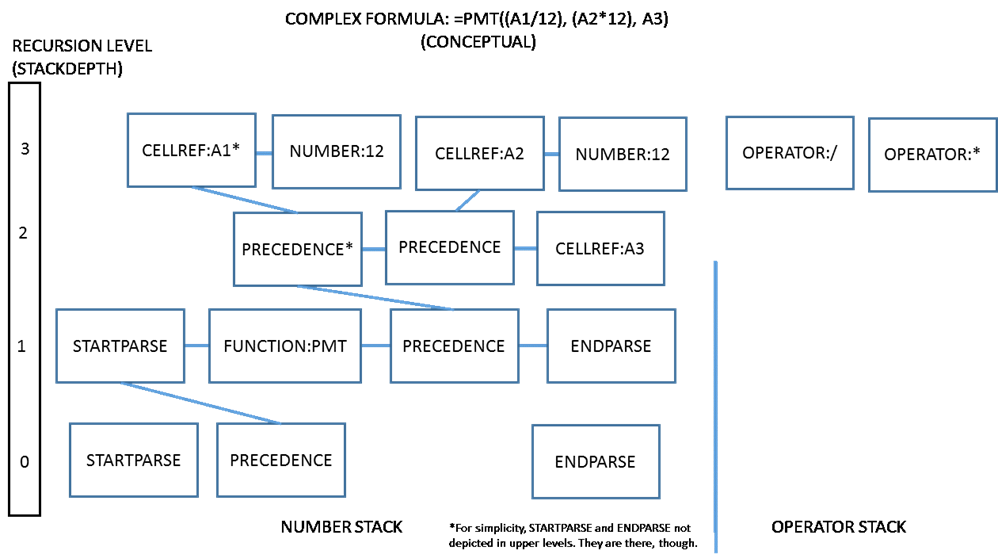 COMPLEX FORMULA: =PMT((A1/12), (A2*12), A3)
(CONCEPTUAL)
RECURSION LEVEL
(STACKDEPTH)
3
CELLREF:A1*
NUMBER:12
CELLREF:A2
NUMBER:12
OPERATOR:/
OPERATOR:*
2
PRECEDENCE*
PRECEDENCE
CELLREF:A3
1
STARTPARSE
FUNCTION:PMT
PRECEDENCE
ENDPARSE
0
STARTPARSE
PRECEDENCE
ENDPARSE
NUMBER STACK
*For simplicity, STARTPARSE and ENDPARSE not
depicted in upper levels. They are there, though.
OPERATOR STACK